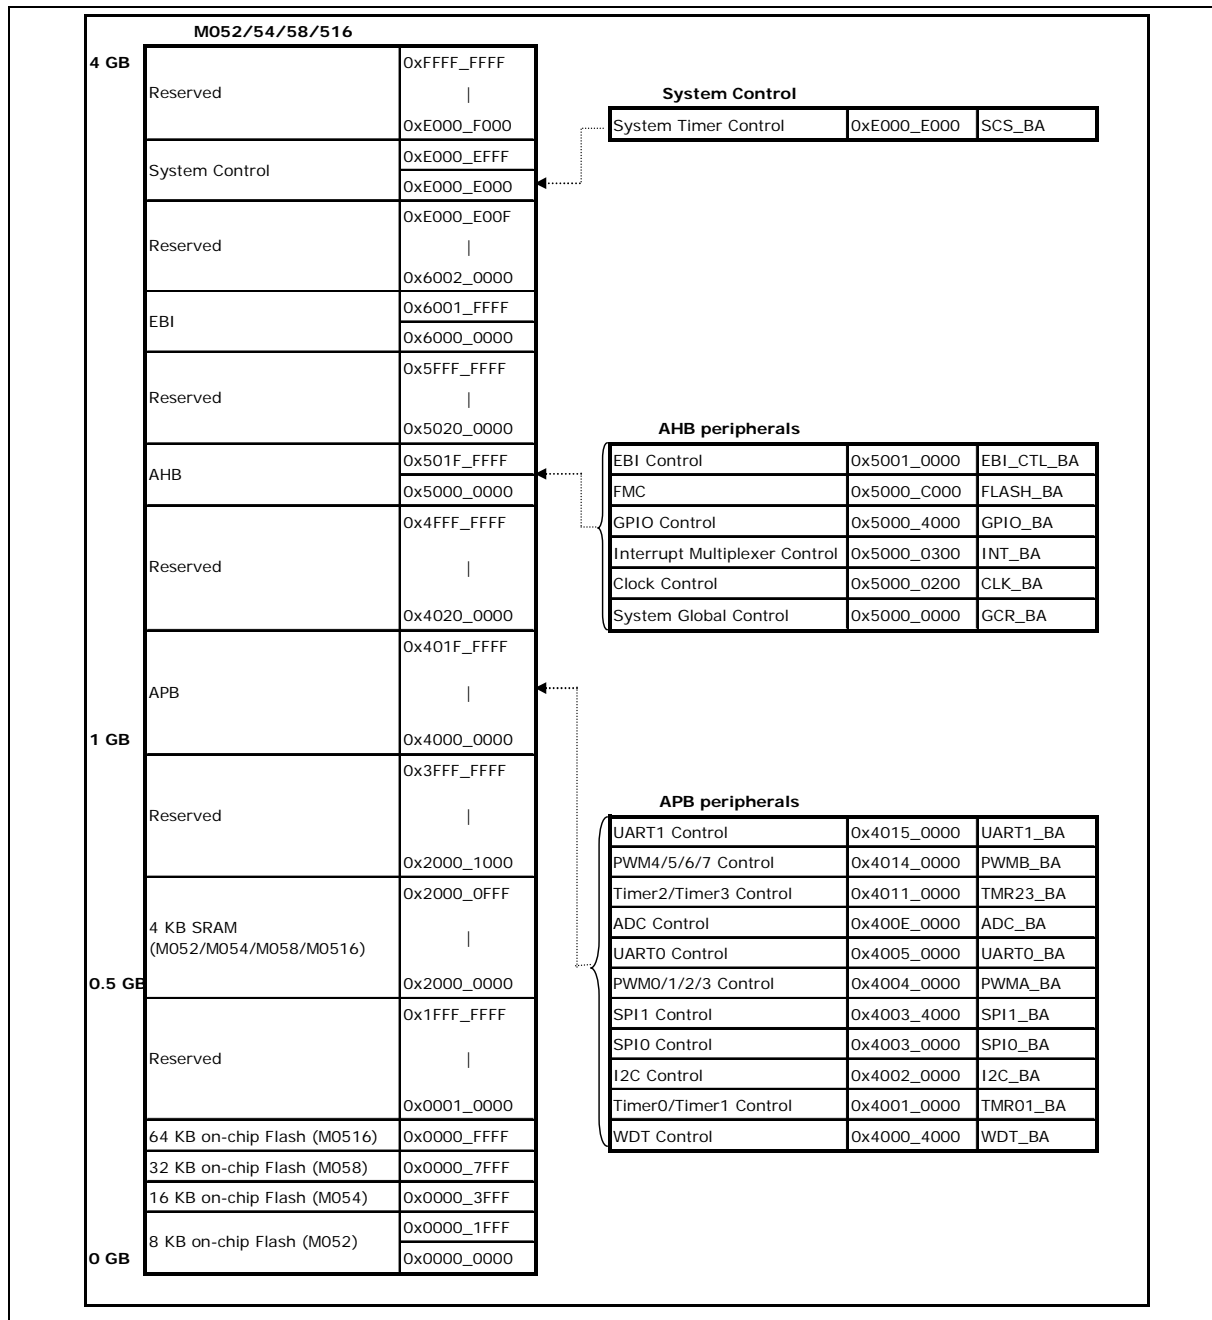 M052/54/58/516
4 GB
Reserved
0xFFFF_FFFF
|
0xE000_F000
System Control
0xE000_EFFF
0xE000_E000
Reserved
0xE000_E00F
|
0x6002_0000
EBI
0x6001_FFFF
0x6000_0000
Reserved
0x5FFF_FFFF
|
0x5020_0000
AHB
0x501F_FFFF
0x5000_0000
Reserved
0x4FFF_FFFF
|
0x4020_0000
APB
0x401F_FFFF
|
1 GB
0x4000_0000
Reserved
0x3FFF_FFFF
|
0x2000_1000
4 KB SRAM
(M052/M054/M058/M0516)
0x2000_0FFF
|
0.5 GB
0x2000_0000
Reserved
0x1FFF_FFFF
|
0x0001_0000
64 KB on-chip Flash (M0516) 0x0000_FFFF
32 KB on-chip Flash (M058) 0x0000_7FFF
16 KB on-chip Flash (M054) 0x0000_3FFF
8 KB on-chip Flash (M052)
0x0000_1FFF
0 GB
0x0000_0000
System Control
System Timer Control 0xE000_E000 SCS_BA
AHB peripherals
EBI Control 0x5001_0000 EBI_CTL_BA
FMC 0x5000_C000 FLASH_BA
GPIO Control 0x5000_4000 GPIO_BA
Interrupt Multiplexer Control 0x5000_0300 INT_BA
Clock Control 0x5000_0200 CLK_BA
System Global Control 0x5000_0000 GCR_BA
APB peripherals
UART1 Control 0x4015_0000 UART1_BA
PWM4/5/6/7 Control 0x4014_0000 PWMB_BA
Timer2/Timer3 Control 0x4011_0000 TMR23_BA
ADC Control 0x400E_0000 ADC_BA
UART0 Control 0x4005_0000 UART0_BA
PWM0/1/2/3 Control 0x4004_0000 PWMA_BA
SPI1 Control 0x4003_4000 SPI1_BA
SPI0 Control 0x4003_0000 SPI0_BA
I2C Control 0x4002_0000 I2C_BA
Timer0/Timer1 Control 0x4001_0000 TMR01_BA
WDT Control 0x4000_4000 WDT_BA